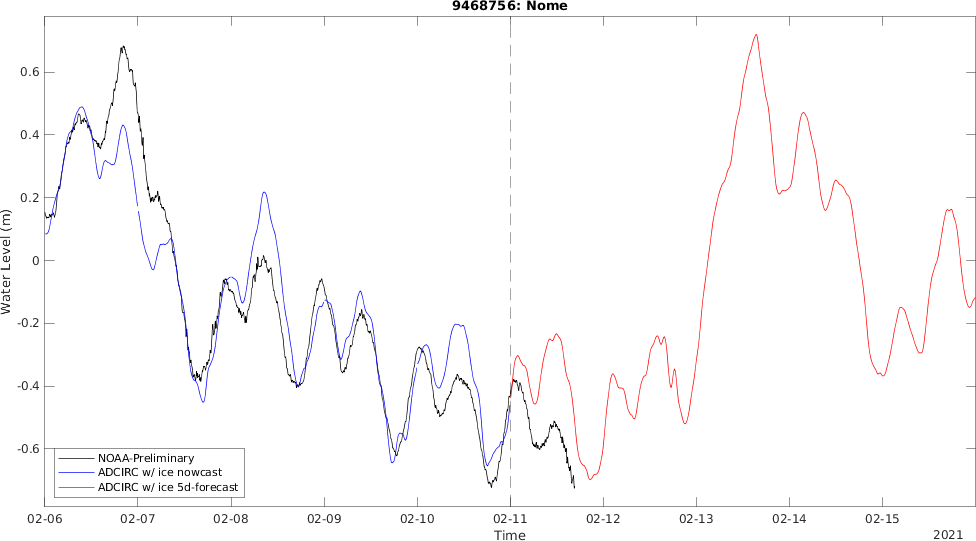 9468756: Nome
Water Level (m)
0.6
0.4
0.2
0
-0.2
-0.4
-0.6
NOAA-Preliminary
ADCIRC w/ ice nowcast
ADCIRC w/ ice 5d-forecast
02-06 02-07 02-08 02-09 02-10 02-11 02-12 02-13 02-14 02-15
Time
2021